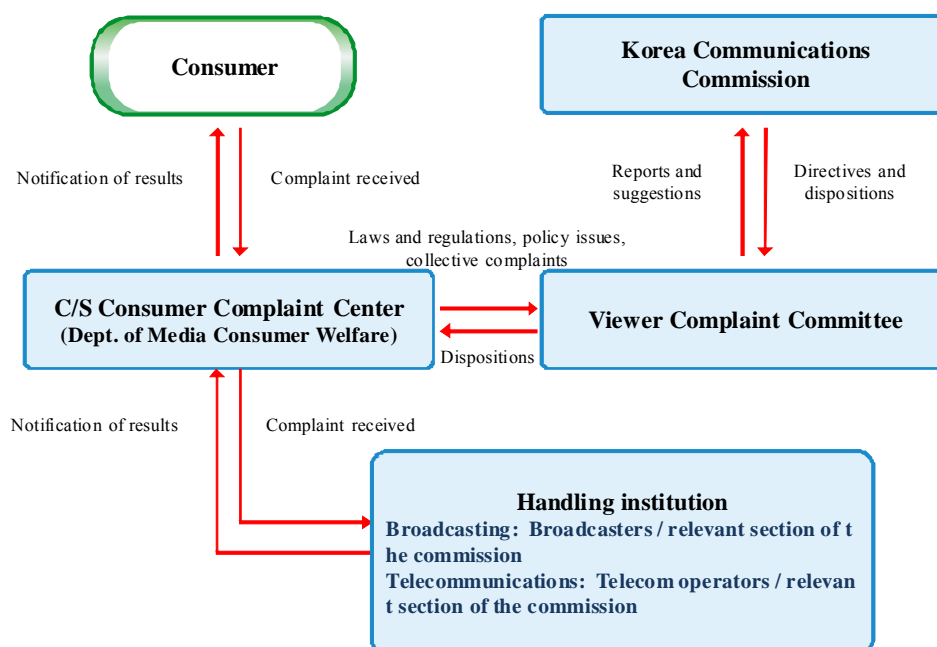 Consumer
Korea Communications
Commission
Notification of results
Complaint received
Reports and
suggestions
Directives and
dispositions
Laws and regulations, policy issues,
collective complaints
C/S Consumer Complaint Center
(Dept. of Media Consumer Welfare)
Viewer Complaint Committee
Dispositions
Notification of results
Complaint received
Handling institution
Broadcasting: Broadcasters / relevant section of t
he commission
Telecommunications: Telecom operators / relevan
t section of the commission